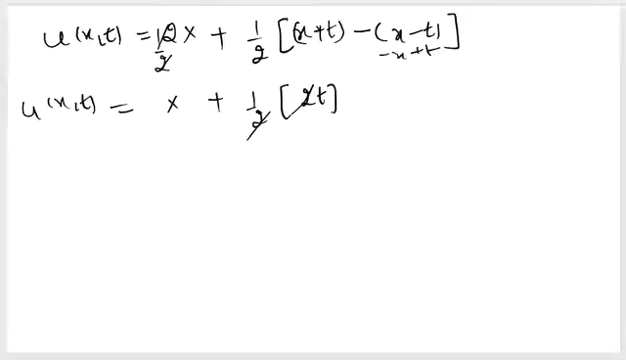 u(x,t) = 1/2 2x + 1/2 [(x+t) - (x-t)]
-x+t
u(x,t) = x + 1/2 [2t]